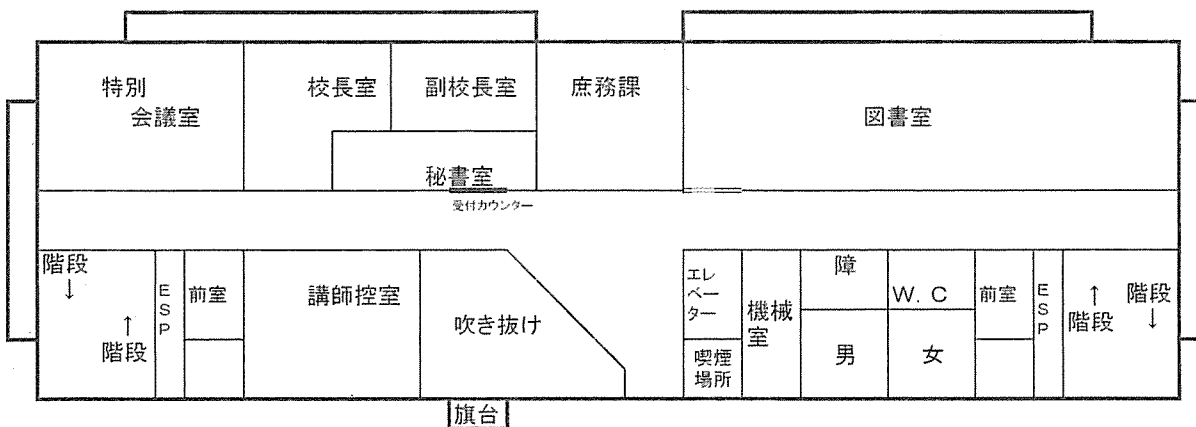 特別
会議室
校長室
副校長室
庶務課
図書室
秘書室
受付カウンター
階段
↓
↑
階段
ESP
前室
講師控室
吹き抜け
エレ
ベー
ター
喫煙
場所
機械
室
障
W.C
男
女
前室
ESP
↑
階段
階段
↓
旗台